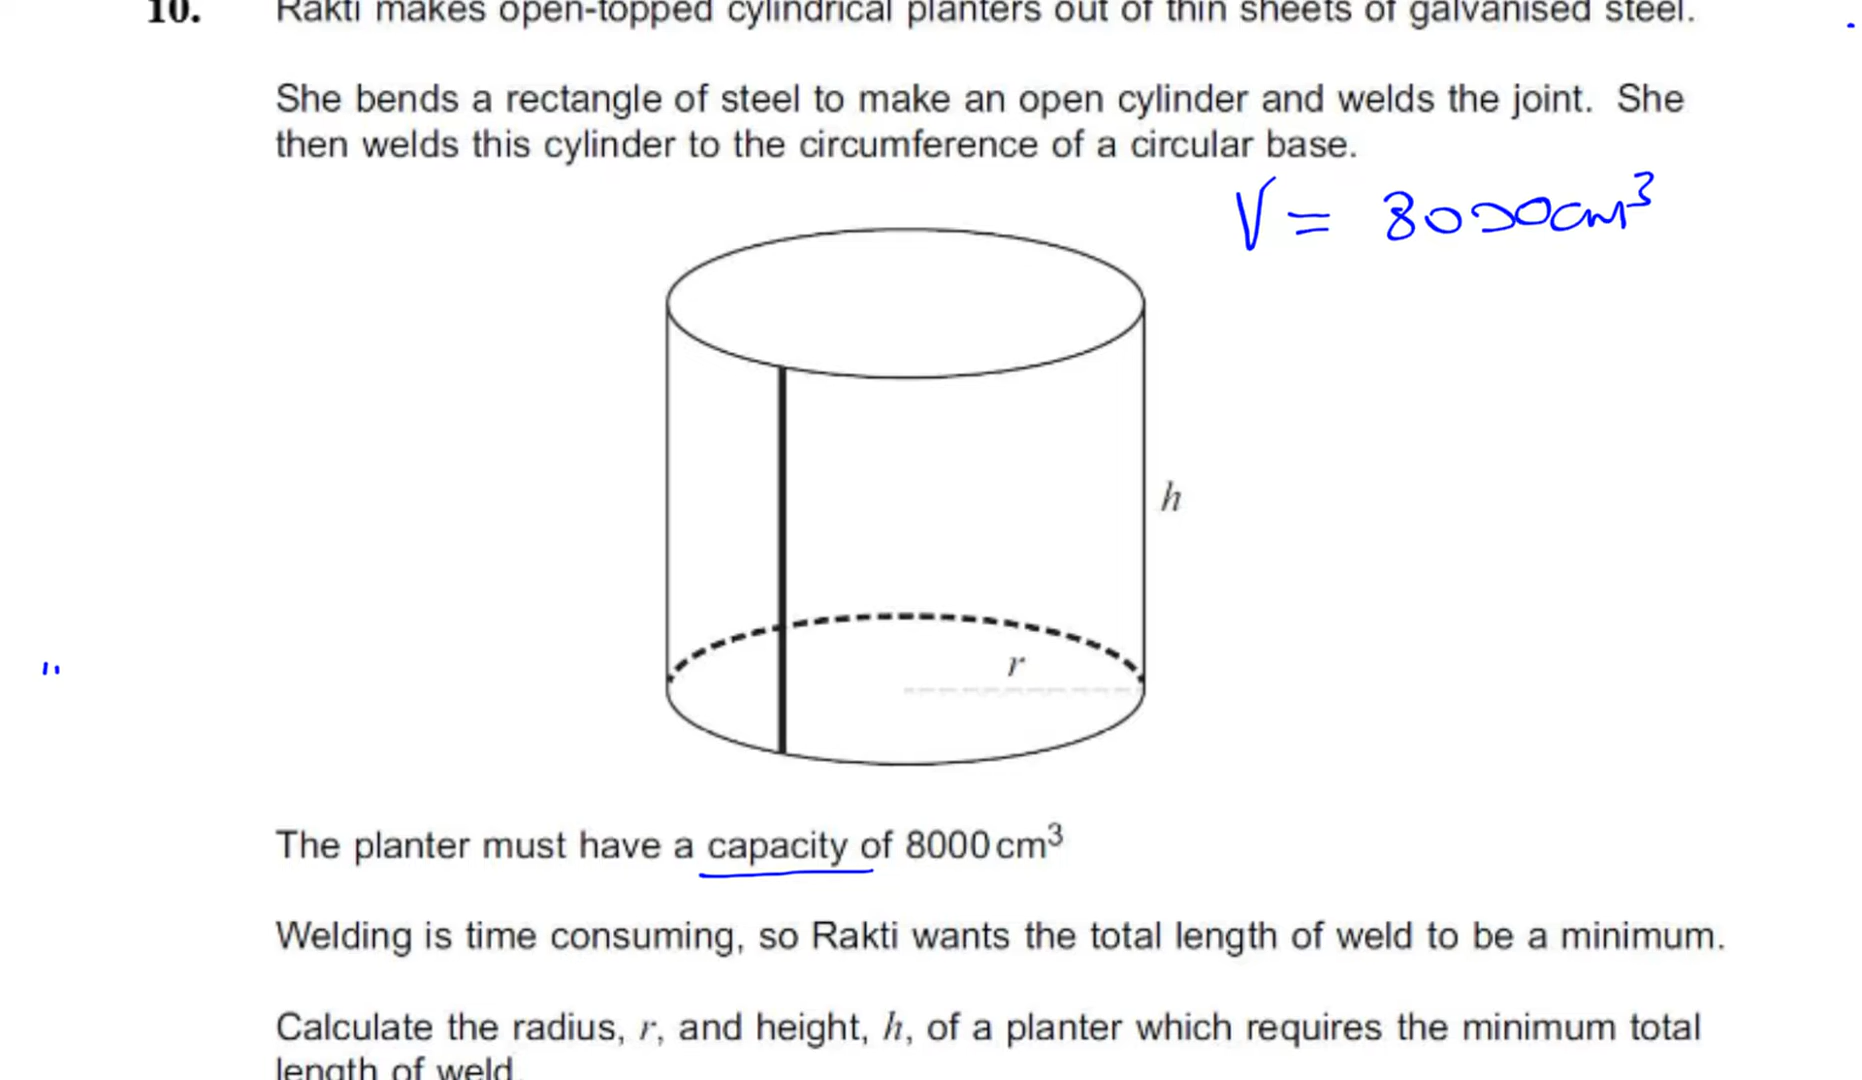 10. Rakti makes open-topped cylindrical planters out of thin sheets of galvanised steel.
She bends a rectangle of steel to make an open cylinder and welds the joint. She
then welds this cylinder to the circumference of a circular base.
V = 8000cm³
h
r
The planter must have a capacity of 8000 cm³
Welding is time consuming, so Rakti wants the total length of weld to be a minimum.
Calculate the radius, r, and height, h, of a planter which requires the minimum total
length of weld.